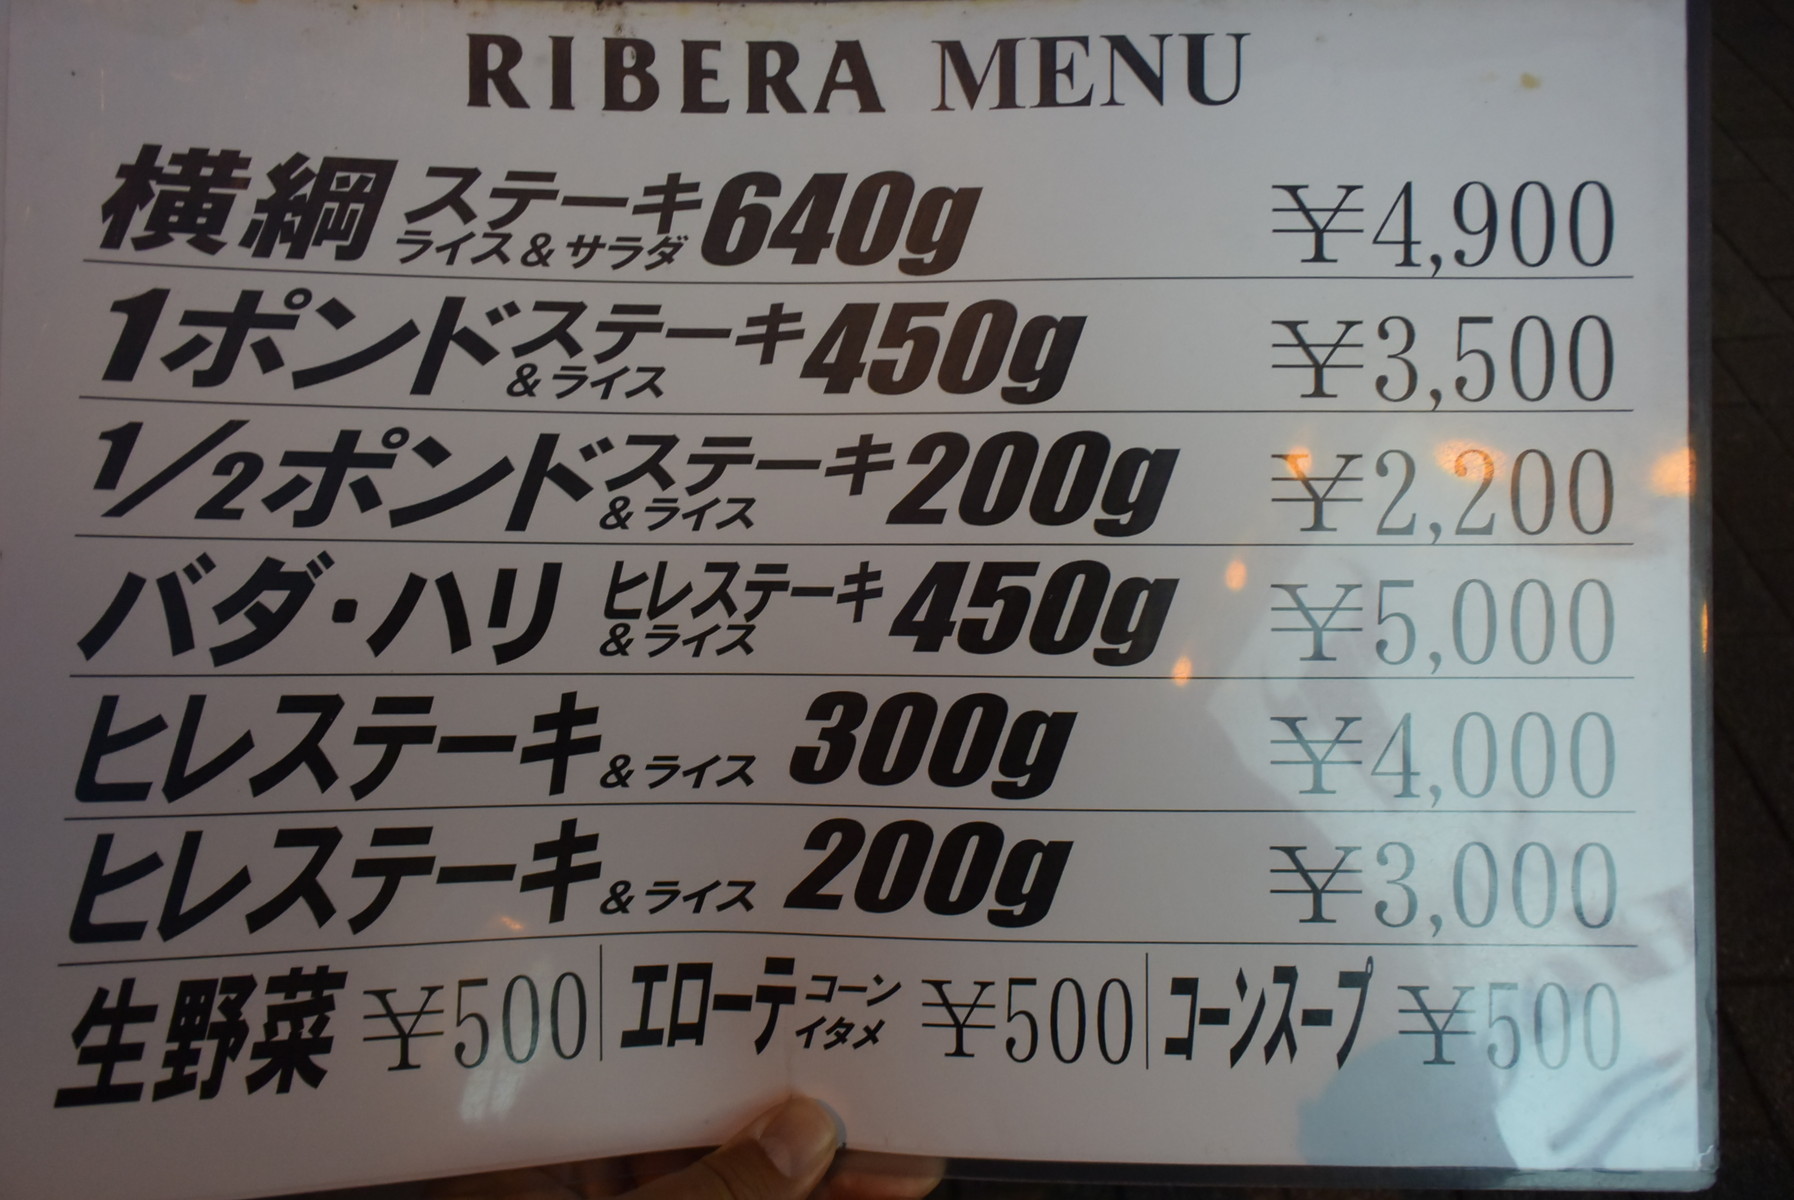 RIBERA MENU
横綱 ステーキ ライス&サラダ 640g ¥4,900
1ポンドステーキ &ライス 450g ¥3,500
1/2ポンドステーキ &ライス 200g ¥2,200
バダ・ハリ ヒレステーキ &ライス 450g ¥5,000
ヒレステーキ &ライス 300g ¥4,000
ヒレステーキ &ライス 200g ¥3,000
生野菜 ¥500 エローテ コーンイタメ ¥500 コーンスープ ¥500